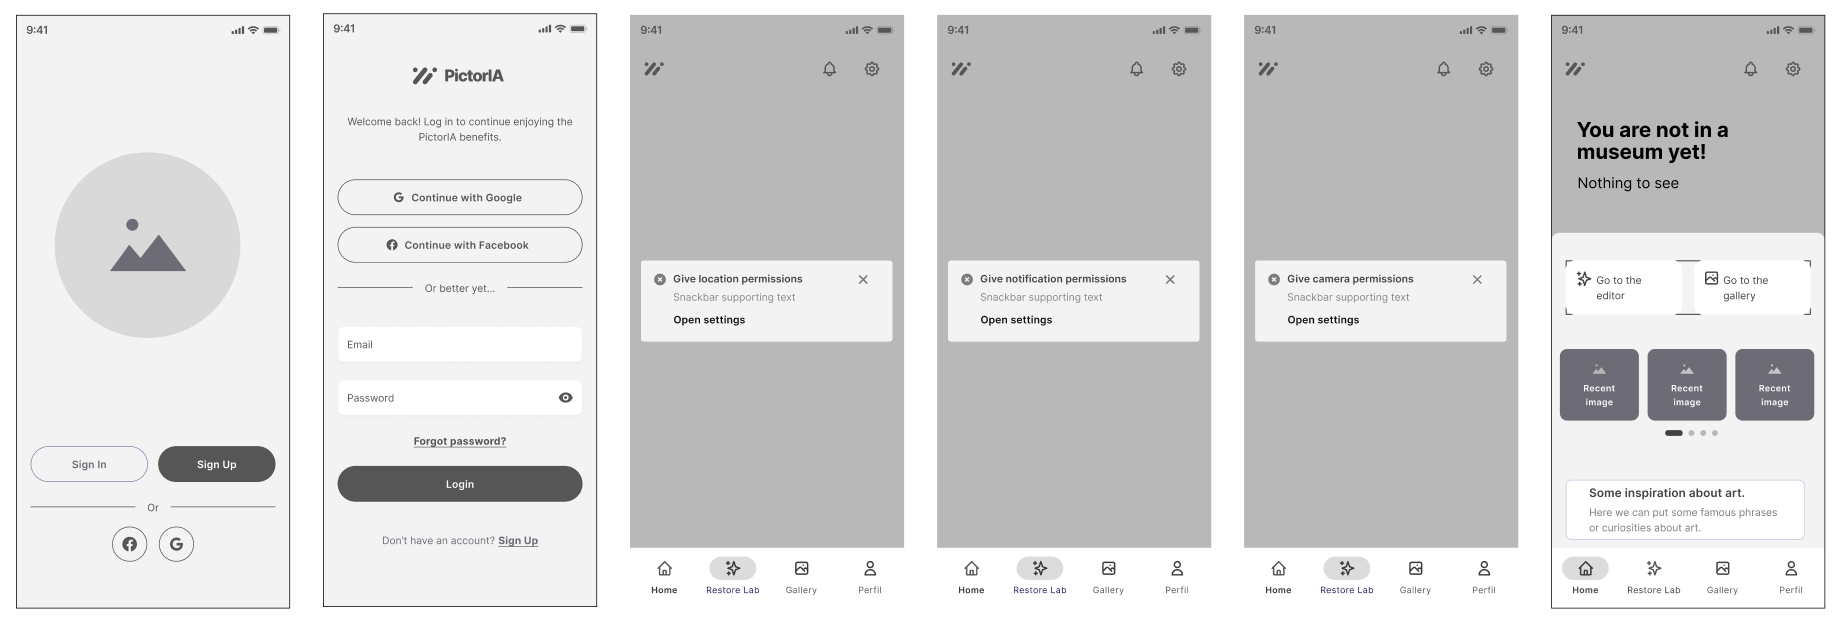 9:41
Sign In
Sign Up
Or
9:41
PictorIA
Welcome back! Log in to continue enjoying the
PictorIA benefits.
Continue with Google
Continue with Facebook
Or better yet...
Email
Password
Forgot password?
Login
Don't have an account? Sign Up
9:41
Give location permissions
Snackbar supporting text
Open settings
Home
Restore Lab
Gallery
Perfil
9:41
Give notification permissions
Snackbar supporting text
Open settings
Home
Restore Lab
Gallery
Perfil
9:41
Give camera permissions
Snackbar supporting text
Open settings
Home
Restore Lab
Gallery
Perfil
9:41
You are not in a
museum yet!
Nothing to see
Go to the
editor
Go to the
gallery
Recent
image
Recent
image
Recent
image
Some inspiration about art.
Here we can put some famous phrases
or curiosities about art.
Home
Restore Lab
Gallery
Perfil